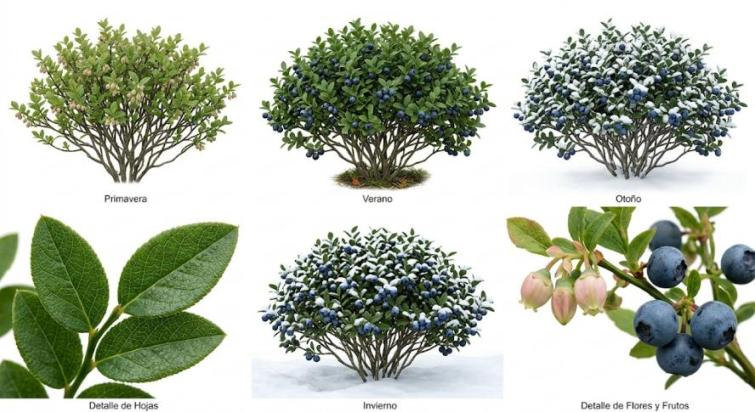 Primavera
Verano
Otoño
Detalle de Hojas
Invierno
Detalle de Flores y Frutos